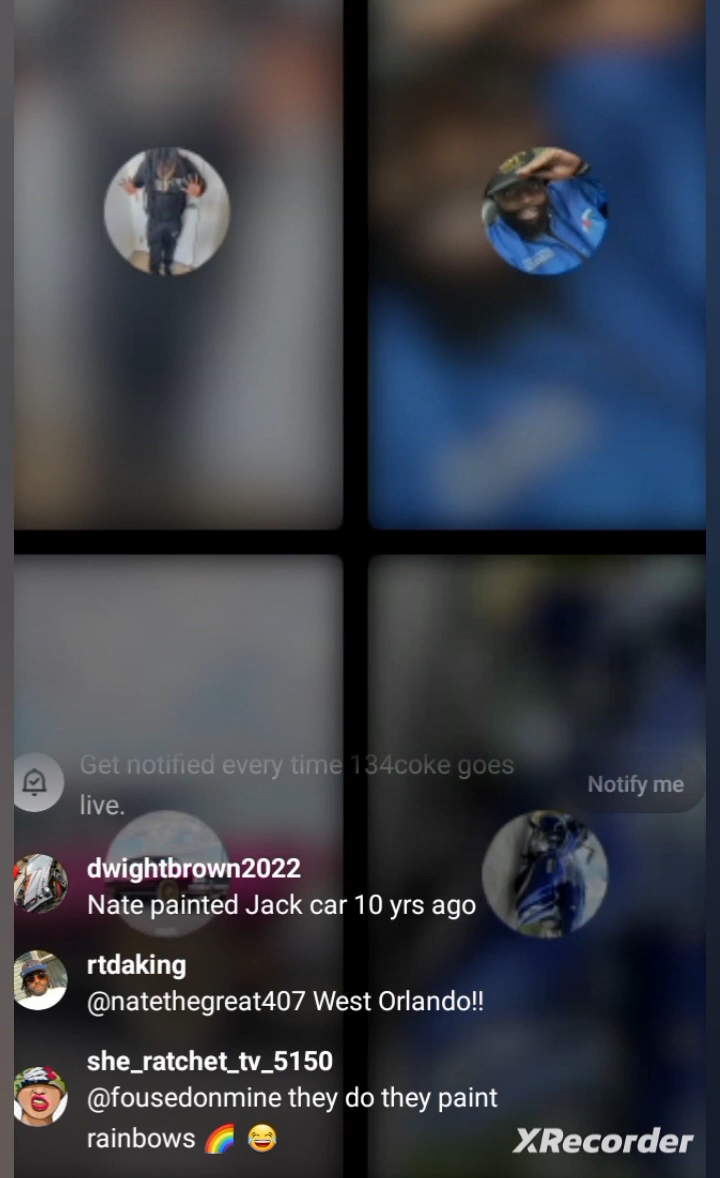 Get notified every time 134coke goes
live.
Notify me
dwightbrown2022
Nate painted Jack car 10 yrs ago
rtdaking
@natethegreat407 West Orlando!!
she_ratchet_tv_5150
@fousedonmine they do they paint
rainbows 🌈 😂
XRecorder